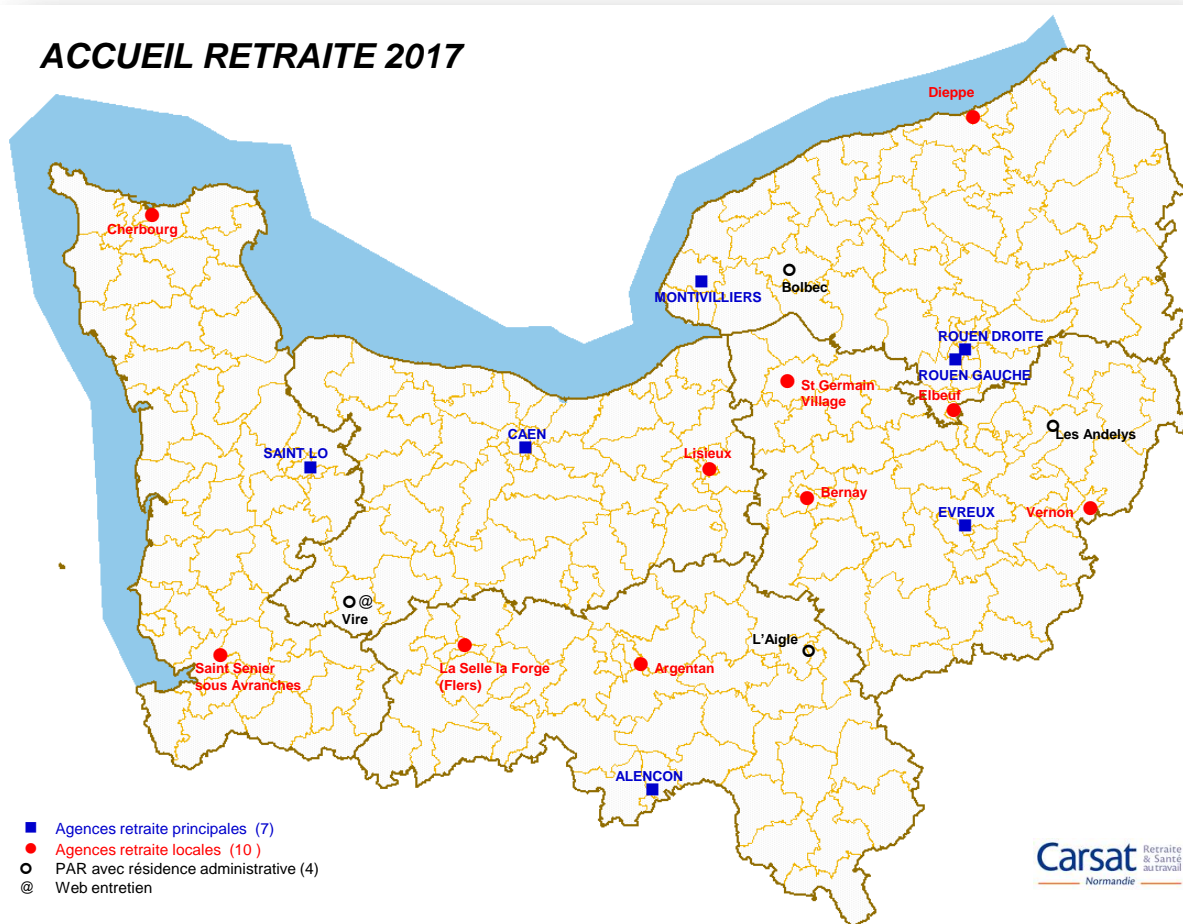 ACCUEIL RETRAITE 2017
Dieppe
Cherbourg
Bolbec
MONTIVILLIERS
ROUEN DROITE
ROUEN GAUCHE
St Germain
Village
Elbeuf
Les Andelys
CAEN
SAINT LO
Lisieux
Bernay
EVREUX
Vernon
@
Vire
L'Aigle
Saint Senier
sous Avranches
La Selle la Forge
(Flers)
Argentan
ALENCON
Agences retraite principales (7)
Agences retraite locales (10 )
PAR avec résidence administrative (4)
@ Web entretien
Carsat
Retraite
& Santé
au travail
Normandie